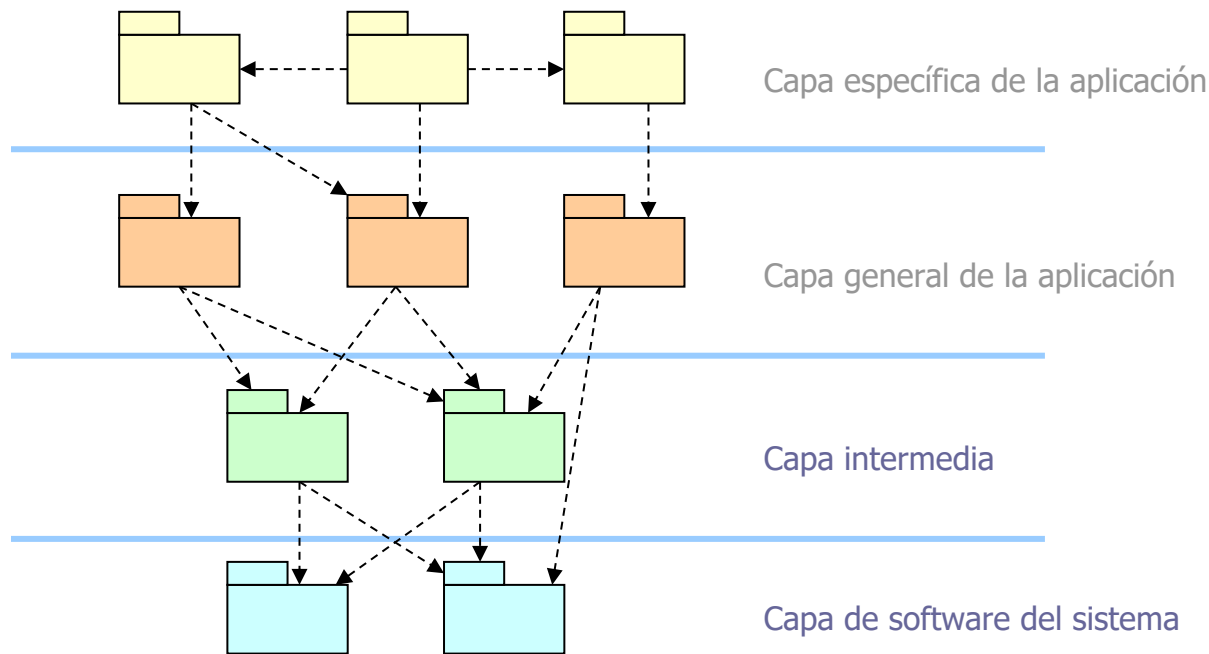 Capa específica de la aplicación
Capa general de la aplicación
Capa intermedia
Capa de software del sistema